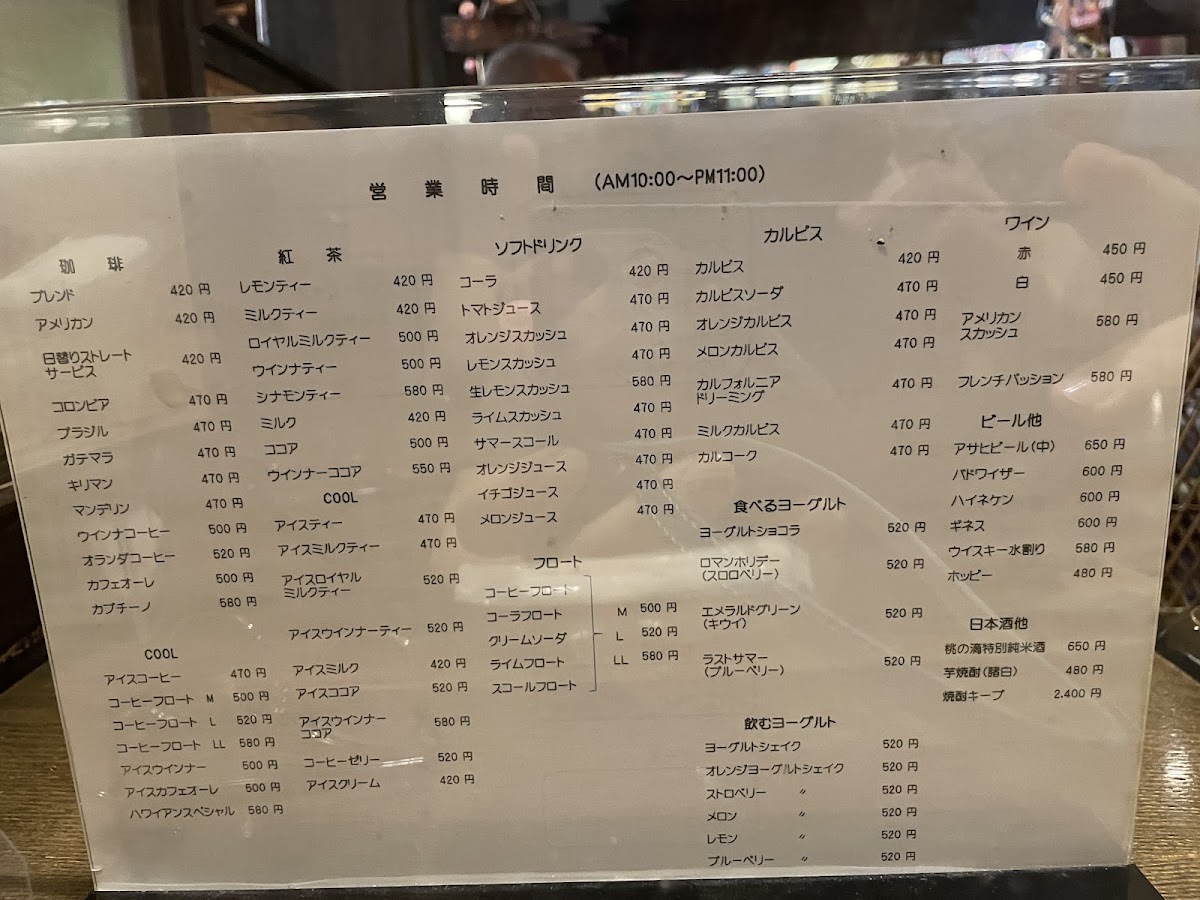 営業時間 (AM10:00~PM11:00)
珈琲
ブレンド 420円
アメリカン 420円
日替りストレート
サービス 420円
コロンビア 470円
ブラジル 470円
ガテマラ 470円
キリマン 470円
マンデリン 470円
ウインナコーヒー 500円
オランダコーヒー 520円
カフェオーレ 500円
カプチーノ 580円
COOL
アイスコーヒー 470円
コーヒーフロート M 500円
コーヒーフロート L 520円
コーヒーフロート LL 580円
アイスウインナー 500円
アイスカフェオーレ 500円
ハワイアンスペシャル 580円
紅茶
レモンティー 420円
ミルクティー 420円
ロイヤルミルクティー 500円
ウインナティー 500円
シナモンティー 580円
ミルク 420円
ココア 500円
ウインナーココア 550円
COOL
アイスティー 470円
アイスミルクティー 470円
アイスロイヤル
ミルクティー 520円
アイスウインナーティー 520円
アイスミルク 420円
アイスココア 520円
アイスウインナー
ココア 580円
コーヒーゼリー 520円
アイスクリーム 420円
ソフトドリンク
コーラ 420円
トマトジュース 470円
オレンジスカッシュ 470円
レモンスカッシュ 470円
生レモンスカッシュ 580円
ライムスカッシュ 470円
サマースコール 470円
オレンジジュース 470円
イチゴジュース 470円
メロンジュース 470円
フロート
コーヒーフロート
コーラフロート
クリームソーダ
ライムフロート
スコールフロート
M 500円
L 520円
LL 580円
カルピス
カルピス 420円
カルピスソーダ 470円
オレンジカルピス 470円
メロンカルピス 470円
カルフォルニア
ドリーミング 470円
ミルクカルピス 470円
カルコーク 470円
食べるヨーグルト
ヨーグルトショコラ 520円
ロマンホリデー
(スロロベリー) 520円
エメラルドグリーン
(キウイ) 520円
ラストサマー
(ブルーベリー) 520円
飲むヨーグルト
ヨーグルトシェイク 520円
オレンジヨーグルトシェイク 520円
ストロベリー 〃 520円
メロン 〃 520円
レモン 〃 520円
ブルーベリー 〃 520円
ワイン
赤 450円
白 450円
アメリカン
スカッシュ 580円
フレンチパッション 580円
ビール他
アサヒビール(中) 650円
バドワイザー 600円
ハイネケン 600円
ギネス 600円
ウイスキー水割り 580円
ホッピー 480円
日本酒他
桃の滴特別純米酒 650円
芋焼酎(諸白) 480円
焼酎キープ 2,400円